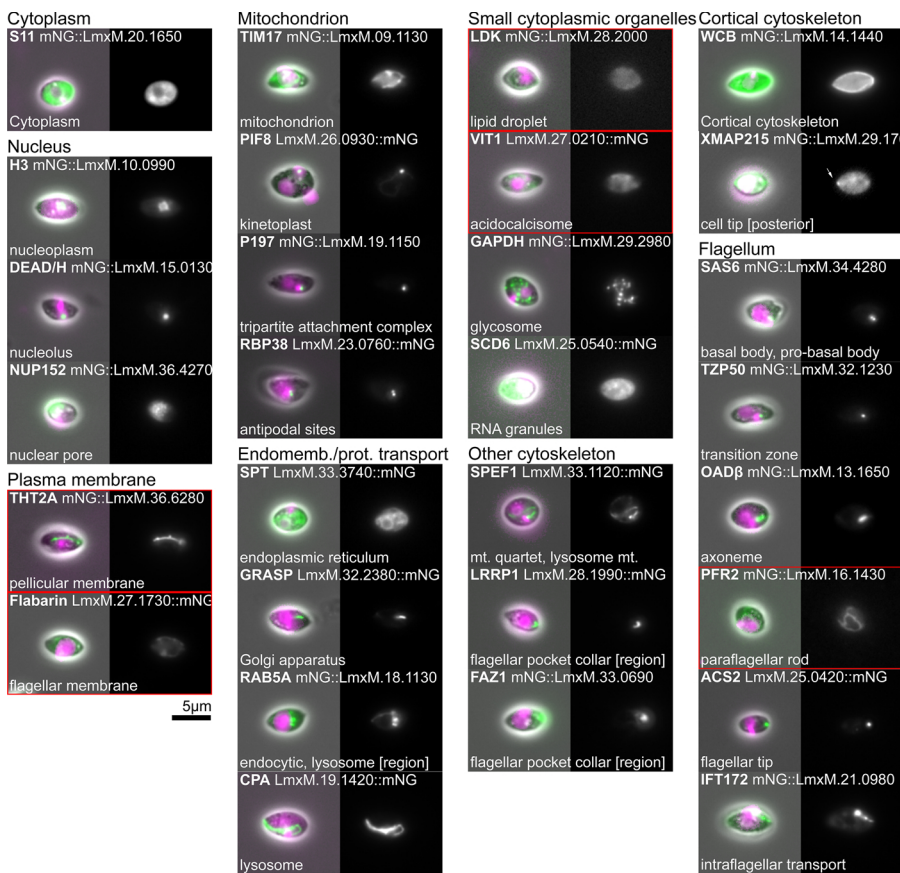 Cytoplasm
S11 mNG::LmxM.20.1650
Cytoplasm
Nucleus
H3 mNG::LmxM.10.0990
nucleoplasm
DEAD/H mNG::LmxM.15.0130
nucleolus
NUP152 mNG::LmxM.36.4270
nuclear pore
Plasma membrane
THT2A mNG::LmxM.36.6280
pellicular membrane
Flabarin LmxM.27.1730::mNG
flagellar membrane
5µm
Mitochondrion
TIM17 mNG::LmxM.09.1130
mitochondrion
PIF8 LmxM.26.0930::mNG
kinetoplast
P197 mNG::LmxM.19.1150
tripartite attachment complex
RBP38 LmxM.23.0760::mNG
antipodal sites
Endomemb./prot. transport
SPT LmxM.33.3740::mNG
endoplasmic reticulum
GRASP LmxM.32.2380::mNG
Golgi apparatus
RAB5A mNG::LmxM.18.1130
endocytic, lysosome [region]
CPA LmxM.19.1420::mNG
lysosome
Small cytoplasmic organelles
LDK mNG::LmxM.28.2000
lipid droplet
VIT1 LmxM.27.0210::mNG
acidocalcisome
GAPDH mNG::LmxM.29.2980
glycosome
SCD6 LmxM.25.0540::mNG
RNA granules
Other cytoskeleton
SPEF1 LmxM.33.1120::mNG
mt. quartet, lysosome mt.
LRRP1 LmxM.28.1990::mNG
flagellar pocket collar [region]
FAZ1 mNG::LmxM.33.0690
flagellar pocket collar [region]
Cortical cytoskeleton
WCB mNG::LmxM.14.1440
Cortical cytoskeleton
XMAP215 mNG::LmxM.29.17
cell tip [posterior]
Flagellum
SAS6 mNG::LmxM.34.4280
basal body, pro-basal body
TZP50 mNG::LmxM.32.1230
transition zone
OADβ mNG::LmxM.13.1650
axoneme
PFR2 mNG::LmxM.16.1430
paraflagellar rod
ACS2 LmxM.25.0420::mNG
flagellar tip
IFT172 mNG::LmxM.21.0980
intraflagellar transport